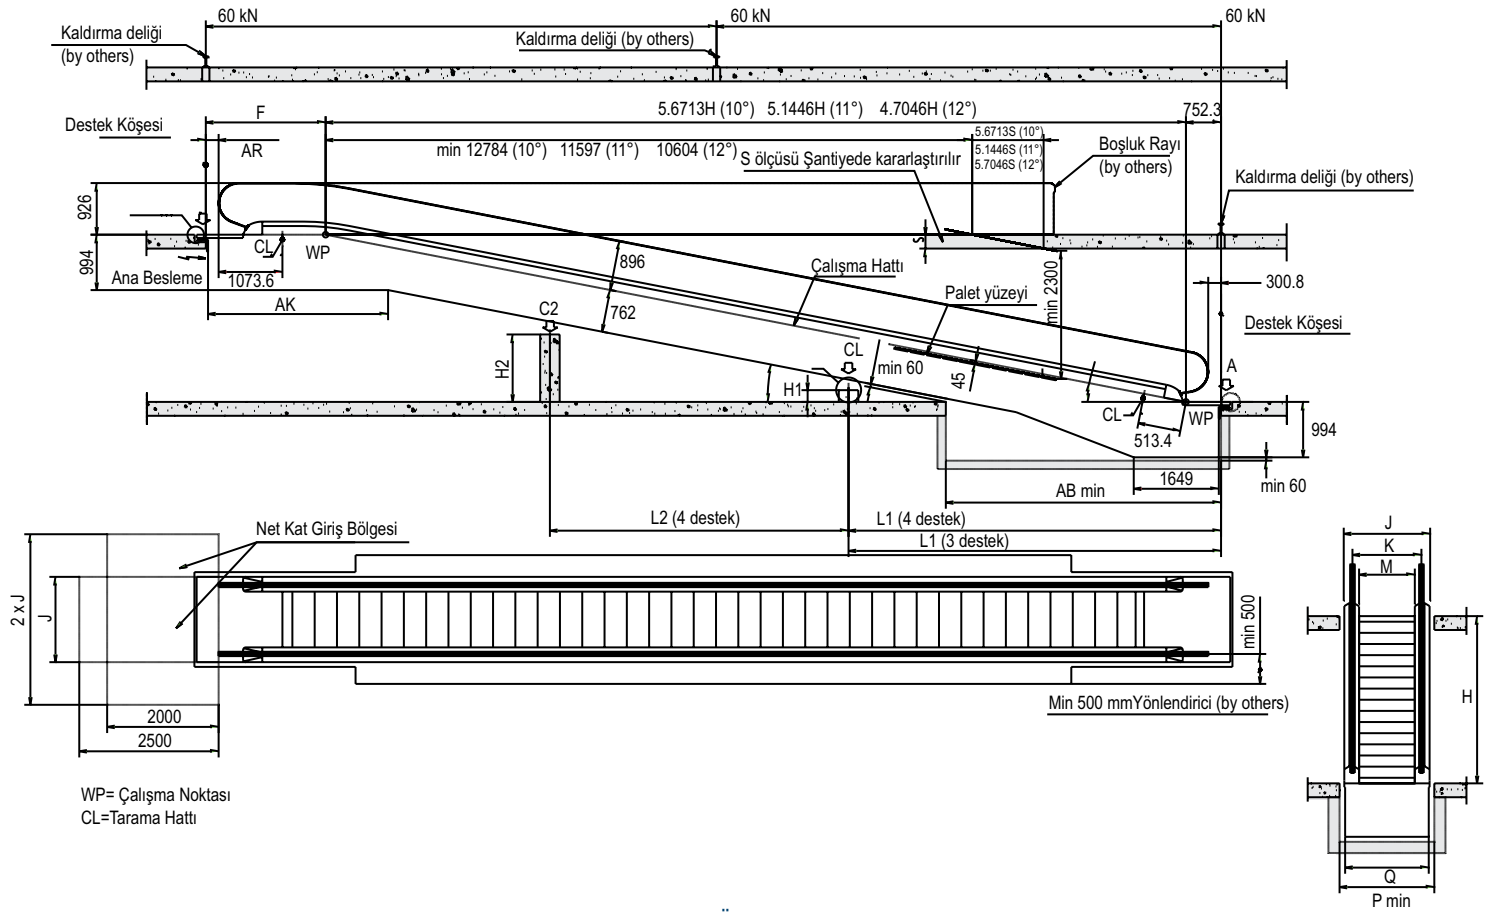 60 kN
60 kN
60 kN
Kaldırma deliği
(by others)
Kaldırma deliği (by others)
F
5.6713H (10°) 5.1446H (11°) 4.7046H (12°)
752.3
Destek Köşesi
AR
min 12784 (10°) 11597 (11°) 10604 (12°)
5.6713S (10°)
5.1446S (11°)
5.7046S (12°)
S ölçüsü Şantiyede kararlaştırılır
Boşluk Rayı
(by others)
Kaldırma deliği (by others)
926
994
CL
WP
S
896
Çalışma Hattı
min 2300
300.8
Ana Besleme
1073.6
AK
762
Palet yüzeyi
Destek Köşesi
C2
H2
CL
min 60
H1
45
A
CL
WP
513.4
994
1649
min 60
AB min
L2 (4 destek)
L1 (4 destek)
L1 (3 destek)
Net Kat Giriş Bölgesi
2 x J
J
min 500
2000
2500
Min 500 mmYönlendirici (by others)
J
K
M
H
Q
P min
WP= Çalışma Noktası
CL=Tarama Hattı